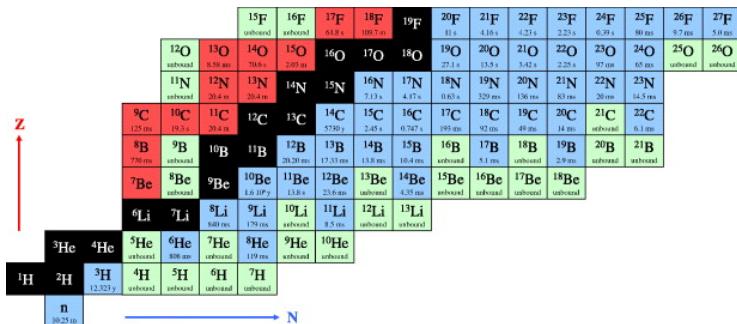 15F 16F 17F 18F 19F 20F 21F 22F 23F 24F 25F 26F 27F
unbound unbound 64.8 s 109.7 m 11 s 4.16 s 4.23 s 2.23 s 0.39 s 80 ms 9.7 ms 5.0 ms
12O 13O 14O 15O 16O 17O 18O 19O 20O 21O 22O 23O 24O 25O 26O
unbound 8.58 ms 70.6 s 2.03 m 27.1 s 13.5 s 3.42 s 2.25 s 97 ms 65 ms unbound unbound
11N 12N 13N 14N 15N 16N 17N 18N 19N 20N 21N 22N 23N
unbound 20.4 m 20.4 m 7.13 s 4.17 s 0.63 s 329 ms 136 ms 83 ms 20 ms 14.5 ms
9C 10C 11C 12C 13C 14C 15C 16C 17C 18C 19C 20C 21C 22C
125 ms 19.3 s 20.4 m 5730 y 2.45 s 0.747 s 193 ms 92 ms 49 ms 14 ms unbound 6.1 ms
Z
8B 9B 10B 11B 12B 13B 14B 15B 16B 17B 18B 19B 20B 21B
770 ms unbound 20.20 ms 17.33 ms 13.8 ms 10.4 ms unbound 5.1 ms unbound 2.9 ms unbound unbound
7Be 8Be 9Be 10Be 11Be 12Be 13Be 14Be 15Be 16Be 17Be 18Be
unbound 1.6 10⁶ y 13.8 s 23.6 ms unbound 4.35 ms unbound unbound unbound unbound
6Li 7Li 8Li 9Li 10Li 11Li 12Li 13Li
840 ms 179 ms unbound 8.5 ms unbound unbound
3He 4He 5He 6He 7He 8He 9He 10He
unbound 806 ms unbound 119 ms unbound unbound
1H 2H 3H 4H 5H 6H 7H
12.323 y unbound unbound unbound unbound
n
10.25 m
N